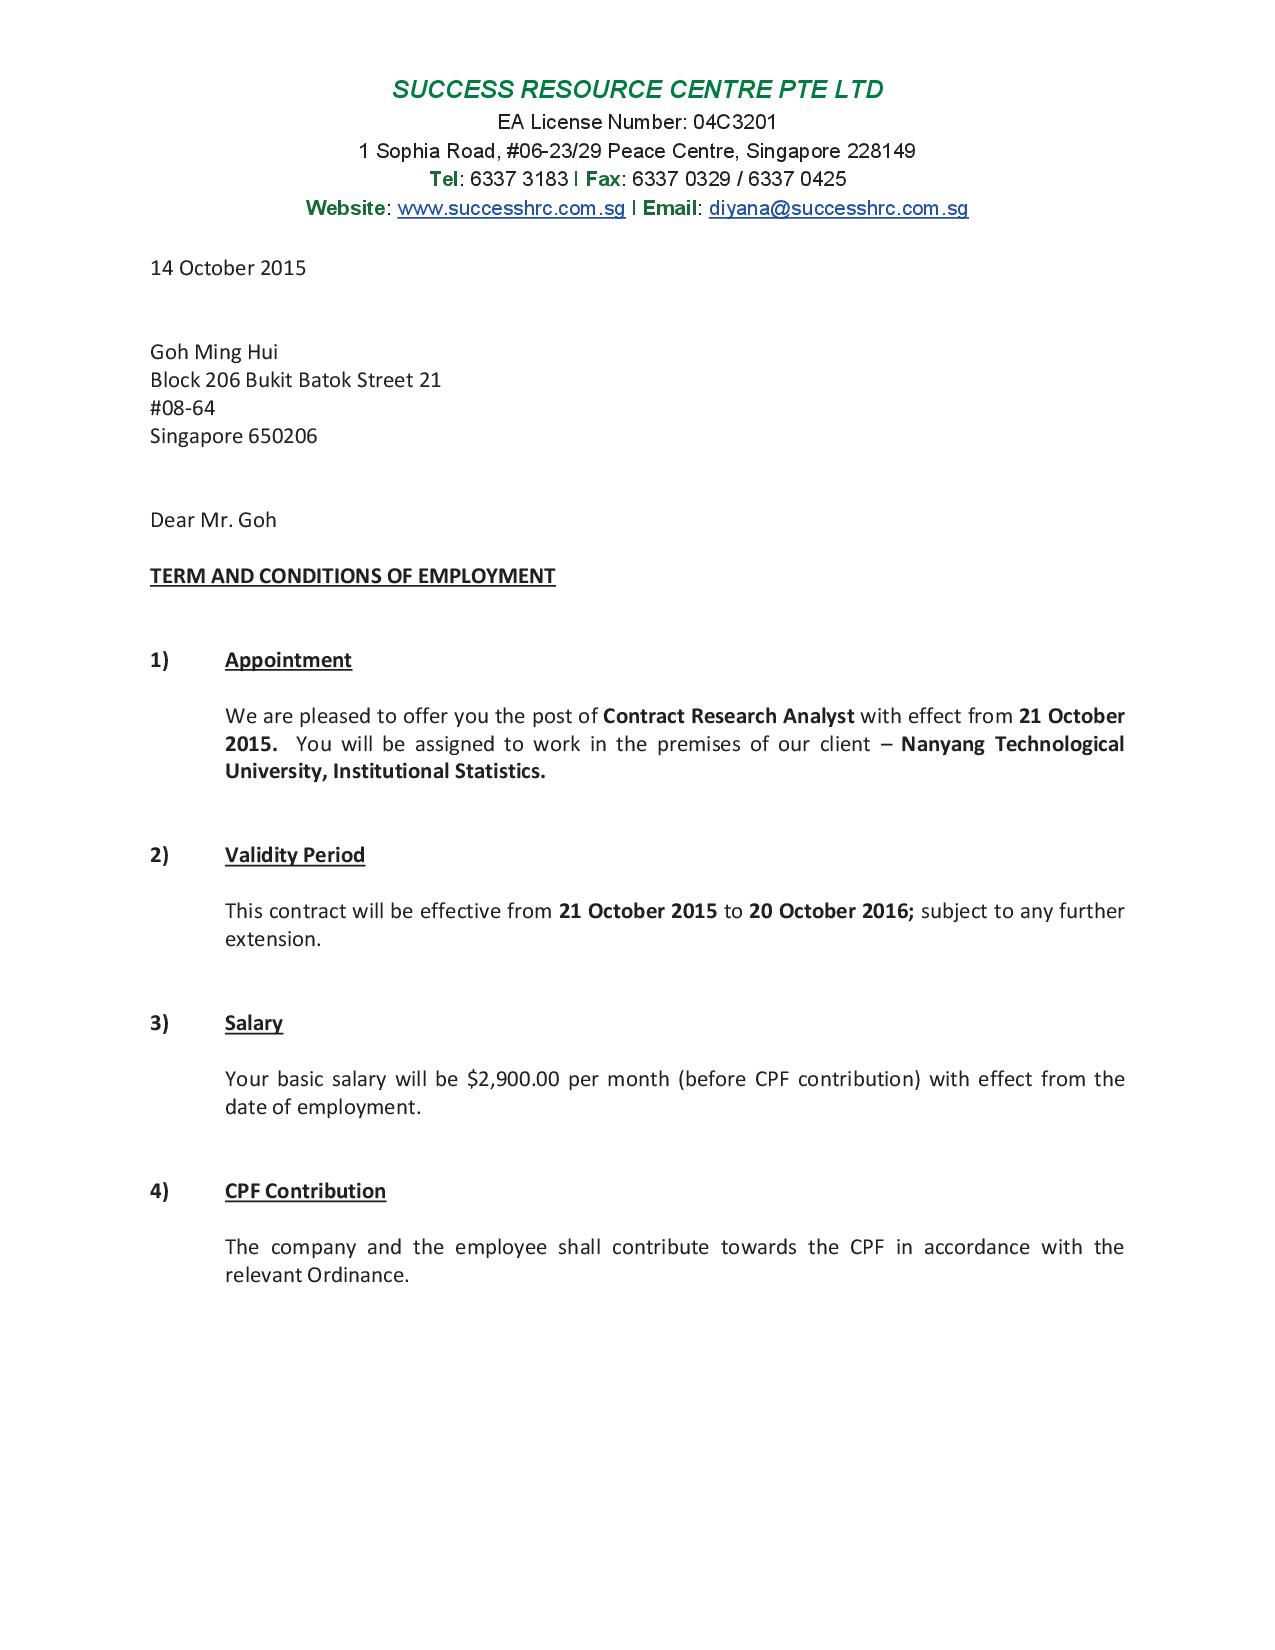 SUCCESS RESOURCE CENTRE PTE LTD
EA License Number: 04C3201
1 Sophia Road, #06-23/29 Peace Centre, Singapore 228149
Tel: 6337 3183 | Fax: 6337 0329 / 6337 0425
Website: www.successhrc.com.sg | Email: diyana@successhrc.com.sg
14 October 2015
Goh Ming Hui
Block 206 Bukit Batok Street 21
#08-64
Singapore 650206
Dear Mr. Goh
TERM AND CONDITIONS OF EMPLOYMENT
1) Appointment
We are pleased to offer you the post of Contract Research Analyst with effect from 21 October
2015. You will be assigned to work in the premises of our client – Nanyang Technological
University, Institutional Statistics.
2) Validity Period
This contract will be effective from 21 October 2015 to 20 October 2016; subject to any further
extension.
3) Salary
Your basic salary will be $2,900.00 per month (before CPF contribution) with effect from the
date of employment.
4) CPF Contribution
The company and the employee shall contribute towards the CPF in accordance with the
relevant Ordinance.